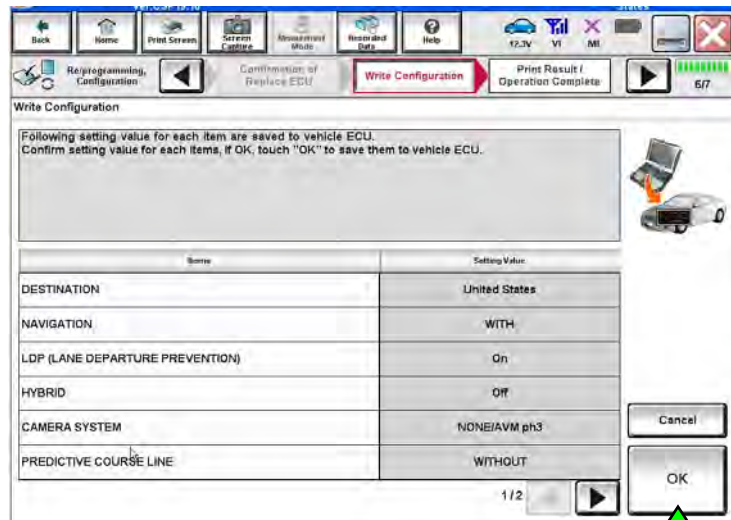 Back
Home
Print Screen
Screen Capture
Measurement Mode
Recorded Data
Help
12.3V
VI
MI
Re/programming, Configuration
Confirmation of Replace ECU
Write Configuration
Print Result / Operation Complete
6/7
Write Configuration
Following setting value for each item are saved to vehicle ECU.
Confirm setting value for each items, If OK, touch "OK" to save them to vehicle ECU.
Items
Setting Value
DESTINATION
United States
NAVIGATION
WITH
LDP (LANE DEPARTURE PREVENTION)
On
HYBRID
Off
CAMERA SYSTEM
NONE/AVM ph3
PREDICTIVE COURSE LINE
WITHOUT
1/2
Cancel
OK